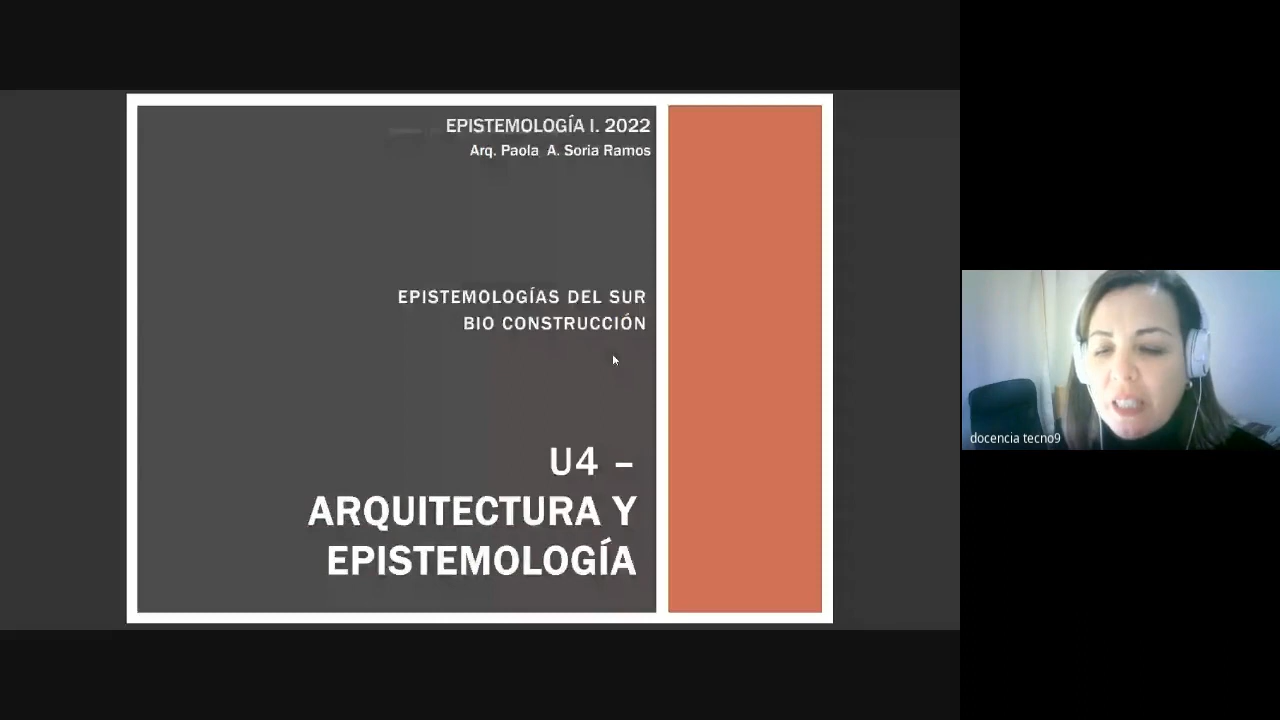 EPISTEMOLOGÍA I. 2022
Arq. Paola A. Soria Ramos
EPISTEMOLOGÍAS DEL SUR
BIO CONSTRUCCIÓN
U4 –
ARQUITECTURA Y
EPISTEMOLOGÍA
docencia tecno9